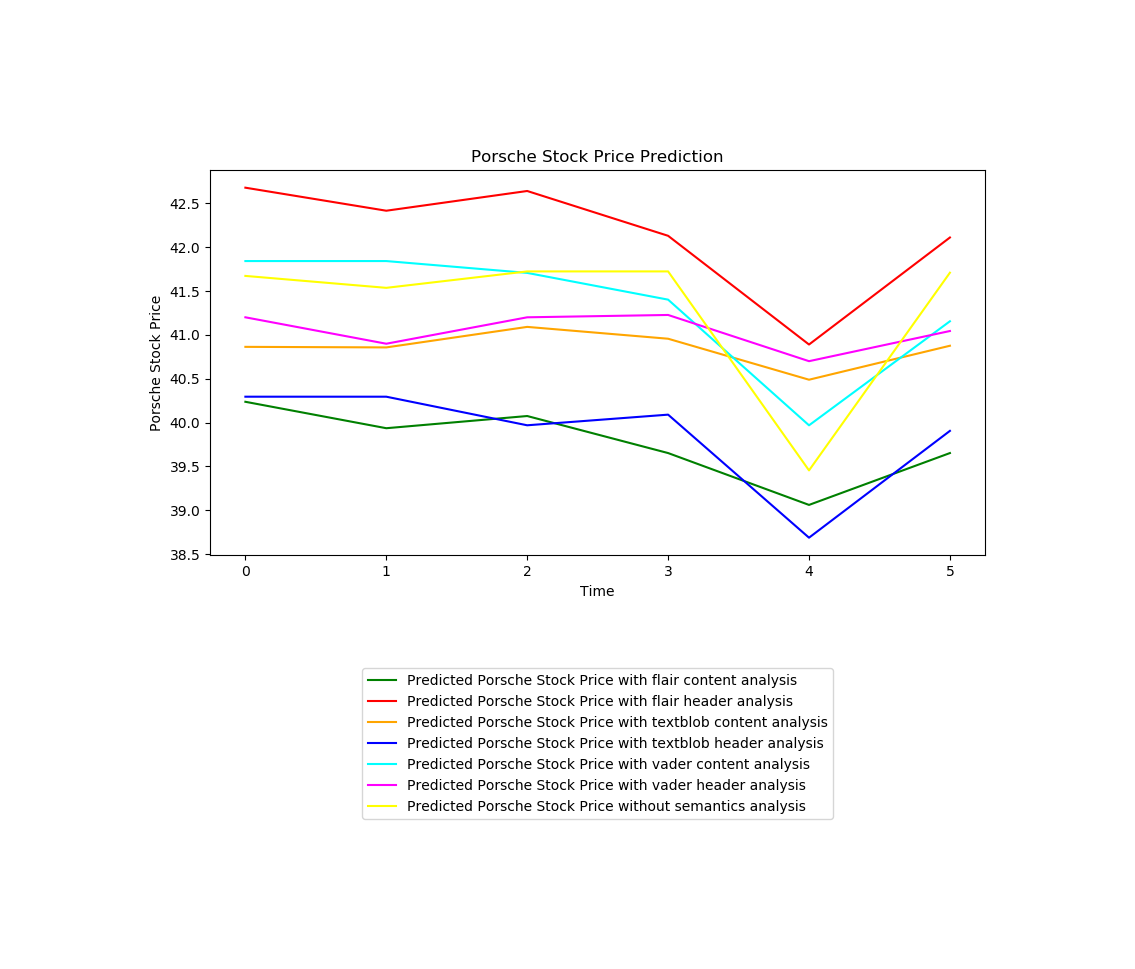 Porsche Stock Price Prediction
Porsche Stock Price
42.5
42.0
41.5
41.0
40.5
40.0
39.5
39.0
38.5
0 1 2 3 4 5
Time
Predicted Porsche Stock Price with flair content analysis
Predicted Porsche Stock Price with flair header analysis
Predicted Porsche Stock Price with textblob content analysis
Predicted Porsche Stock Price with textblob header analysis
Predicted Porsche Stock Price with vader content analysis
Predicted Porsche Stock Price with vader header analysis
Predicted Porsche Stock Price without semantics analysis